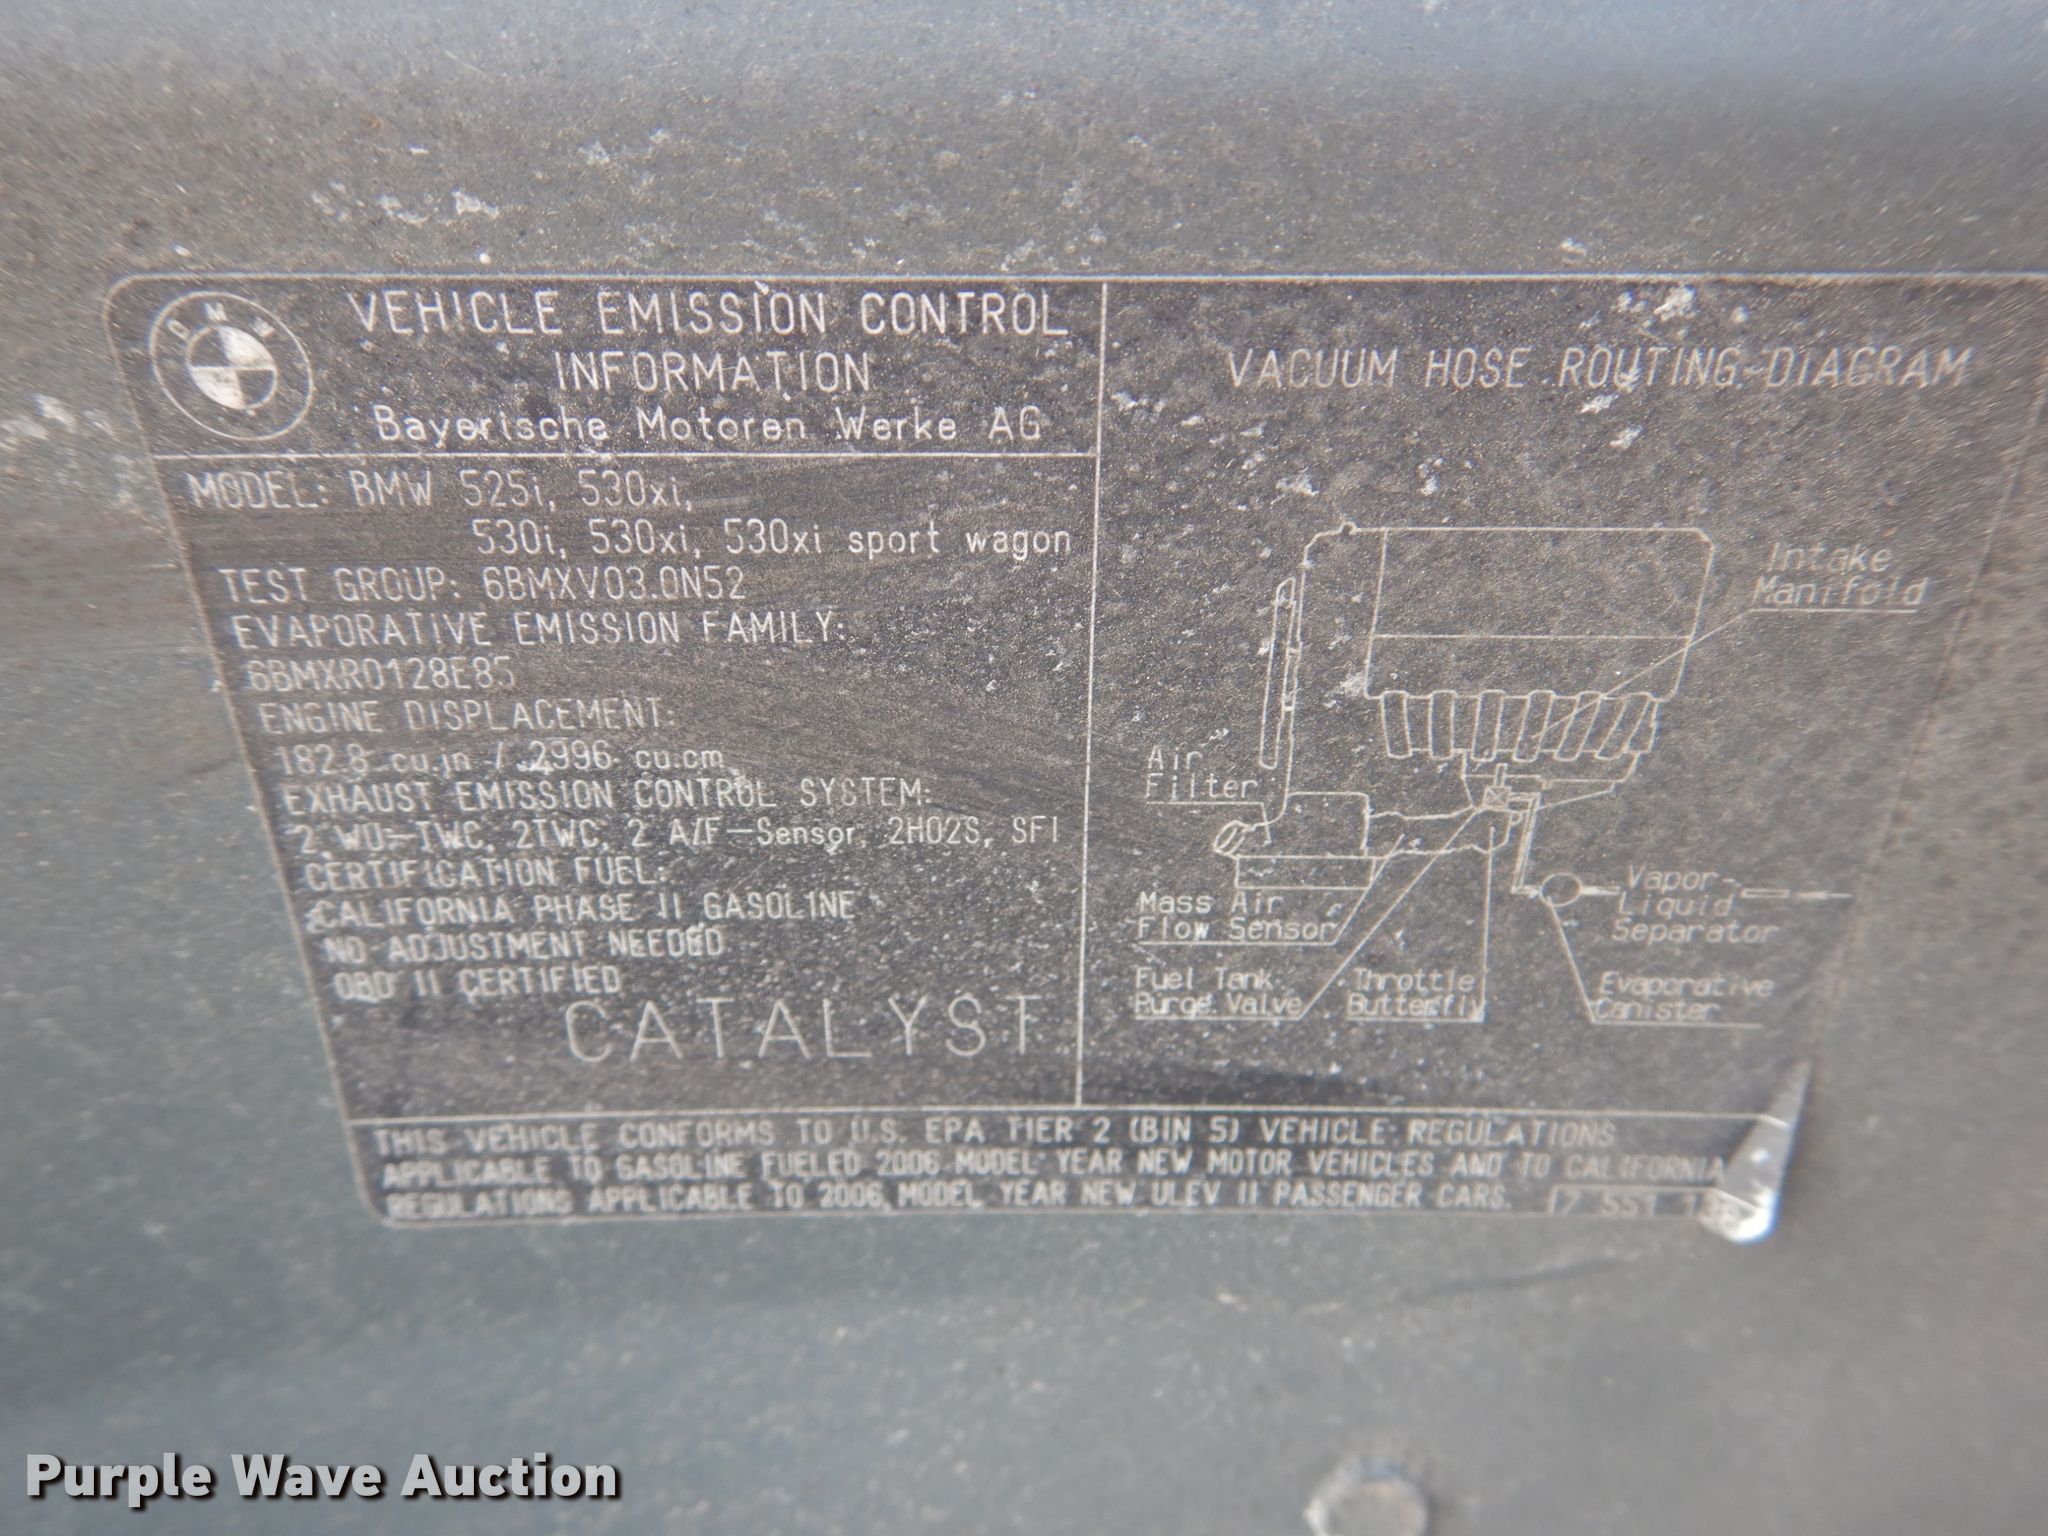 BMW
VEHICLE EMISSION CONTROL
INFORMATION
Bayerische Motoren Werke AG
MODEL: BMW 525i, 530xi,
530i, 530xi, 530xi sport wagon
TEST GROUP: 6BMXV03.0N52
EVAPORATIVE EMISSION FAMILY:
6BMXR0128E85
ENGINE DISPLACEMENT:
182.8 cu.in / 2996 cu.cm
EXHAUST EMISSION CONTROL SYSTEM:
2 WU-TWC, 2TWC, 2 A/F-Sensor, 2HO2S, SFI
CERTIFICATION FUEL:
CALIFORNIA PHASE II GASOLINE
NO ADJUSTMENT NEEDED
OBD II CERTIFIED
CATALYST
VACUUM HOSE ROUTING-DIAGRAM
Intake
Manifold
Air
Filter
Mass Air
Flow Sensor
Fuel Tank
Purge Valve
Throttle
Butterfly
Vapor-
Liquid
Separator
Evaporative
Canister
THIS VEHICLE CONFORMS TO U.S. EPA TIER 2 (BIN 5) VEHICLE REGULATIONS
APPLICABLE TO GASOLINE FUELED 2006 MODEL YEAR NEW MOTOR VEHICLES AND TO CALIFORNIA
REGULATIONS APPLICABLE TO 2006 MODEL YEAR NEW ULEV II PASSENGER CARS. 7 551
Purple Wave Auction